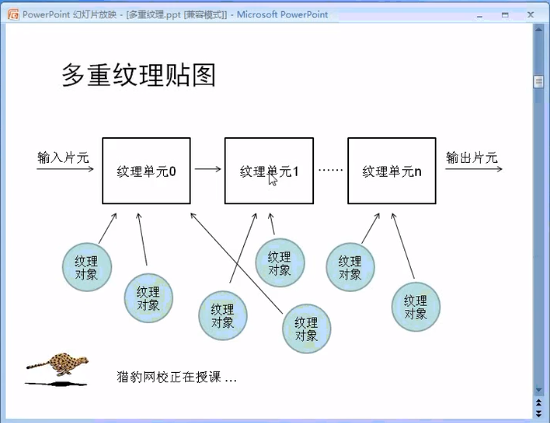 PowerPoint 幻灯片放映 - [多重纹理.ppt [兼容模式]] - Microsoft PowerPoint
多重纹理贴图
输入片元
纹理单元0
纹理单元1
……
纹理单元n
输出片元
纹理
对象
纹理
对象
纹理
对象
纹理
对象
纹理
对象
纹理
对象
纹理
对象
猎豹网校正在授课 ...